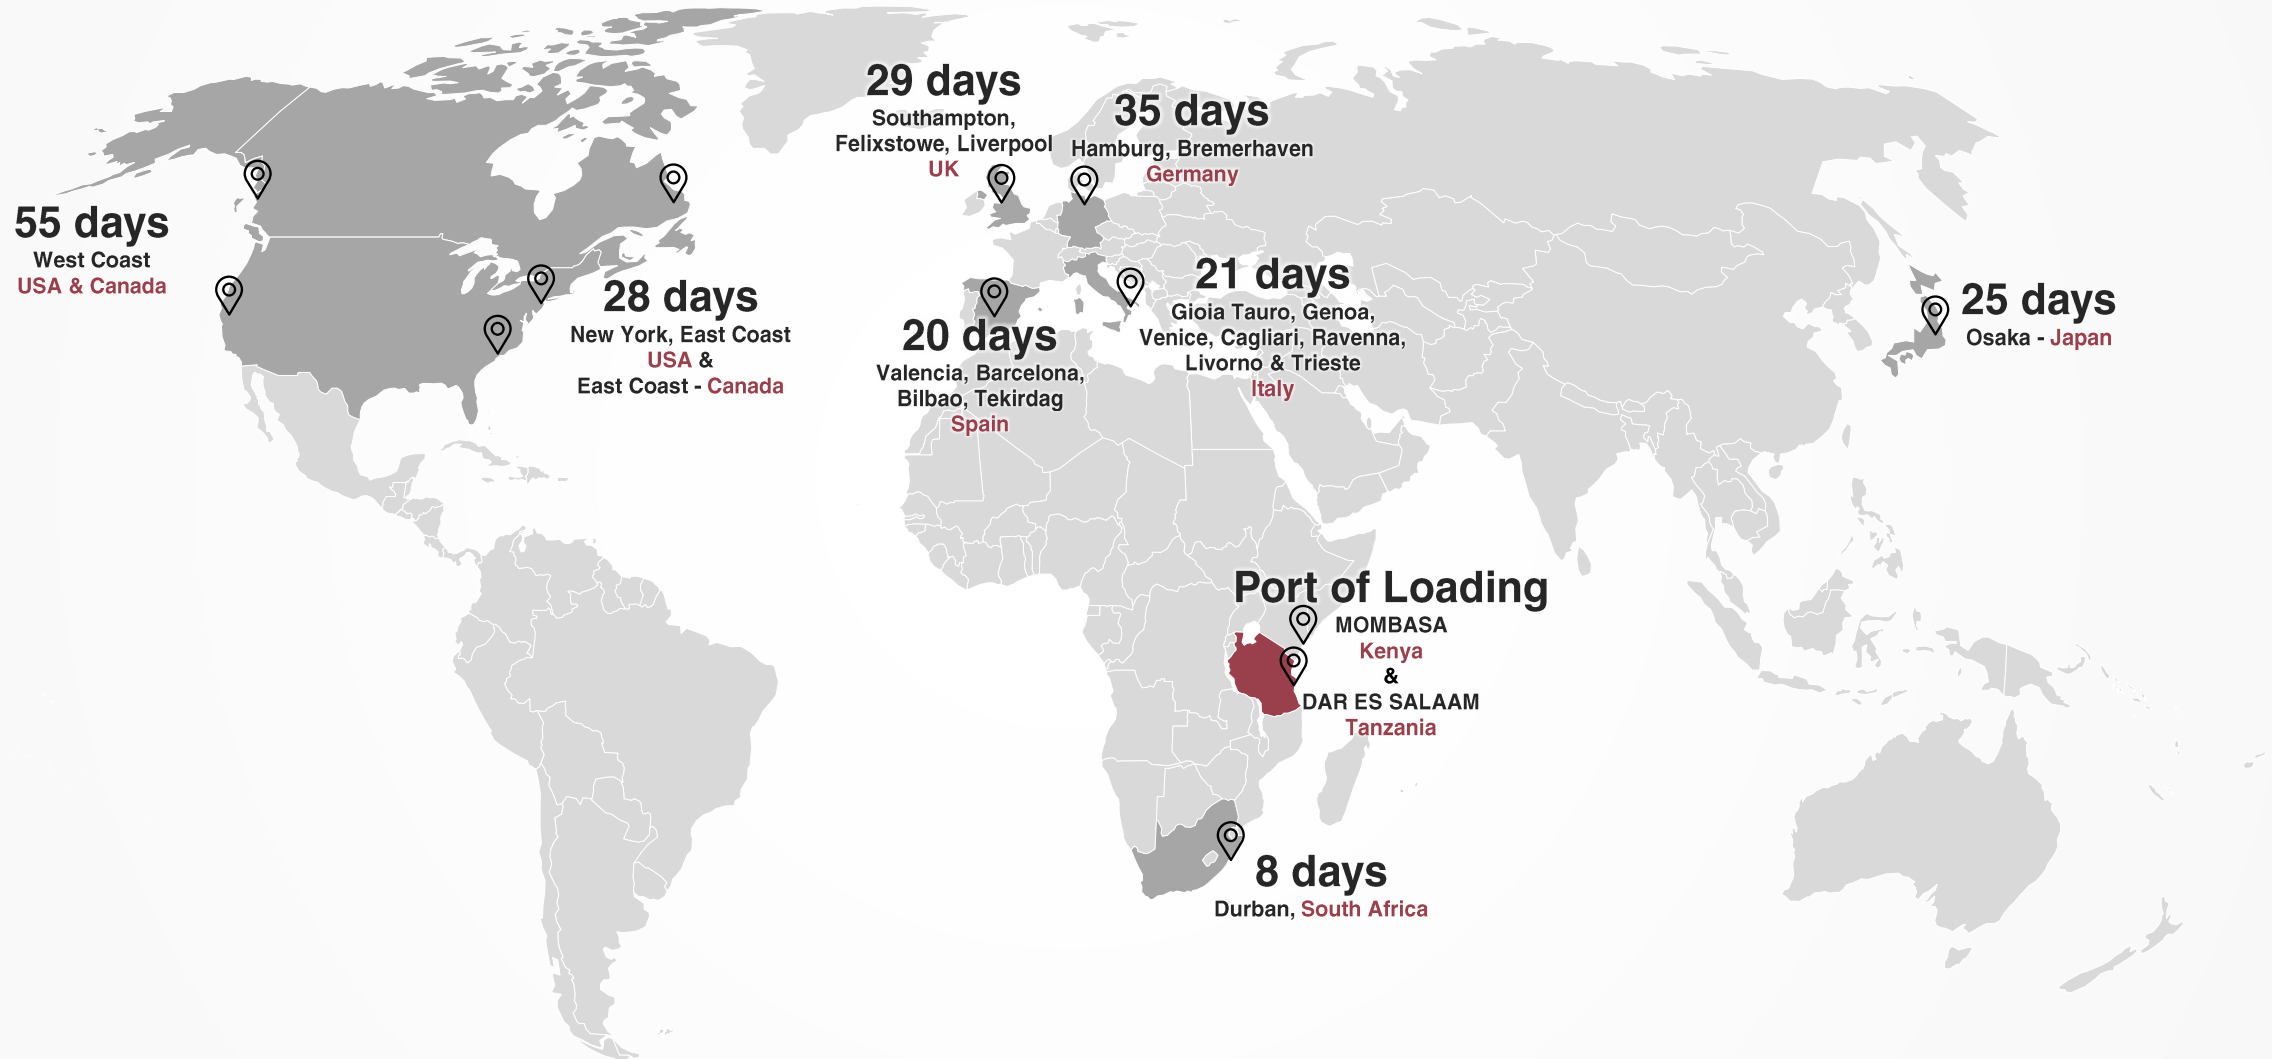 29 days
Southampton,
Felixstowe, Liverpool
UK
35 days
Hamburg, Bremerhaven
Germany
55 days
West Coast
USA & Canada
28 days
New York, East Coast
USA &
East Coast - Canada
20 days
Valencia, Barcelona,
Bilbao, Tekirdag
Spain
21 days
Gioia Tauro, Genoa,
Venice, Cagliari, Ravenna,
Livorno & Trieste
Italy
25 days
Osaka - Japan
Port of Loading
MOMBASA
Kenya
&
DAR ES SALAAM
Tanzania
8 days
Durban, South Africa